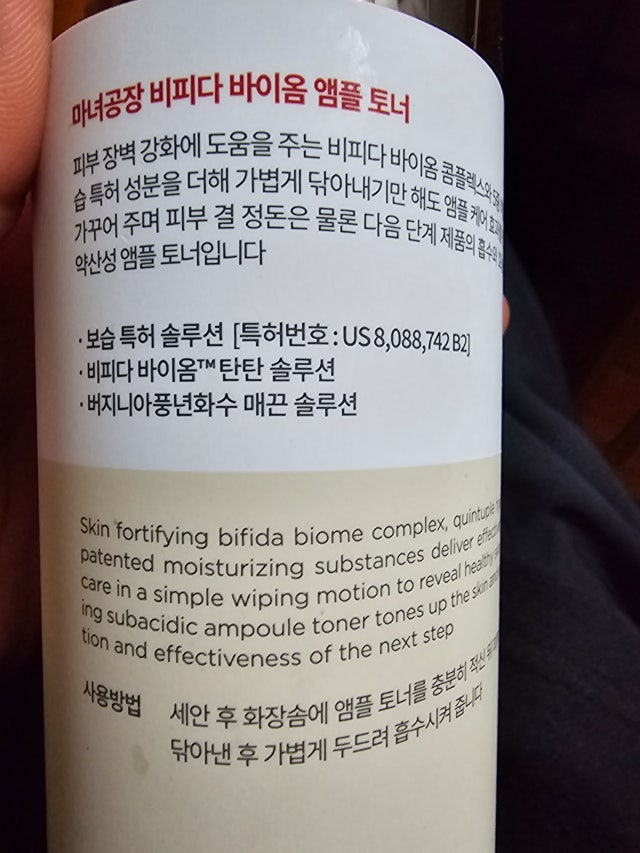 마녀공장 비피다 바이옴 앰플 토너
피부 장벽 강화에 도움을 주는 비피다 바이옴 콤플렉스와
습 특허 성분을 더해 가볍게 닦아내기만 해도 앰플 케어
가꾸어 주며 피부 결 정돈은 물론 다음 단계 제품의 흡수와
약산성 앰플 토너입니다
· 보습 특허 솔루션 [특허번호 : US 8,088,742 B2]
· 비피다 바이옴™ 탄탄 솔루션
· 버지니아풍년화수 매끈 솔루션
Skin fortifying bifida biome complex, quintuple
patented moisturizing substances deliver
care in a simple wiping motion to reveal healthy
ing subacidic ampoule toner tones up the skin
tion and effectiveness of the next step
사용방법 세안 후 화장솜에 앰플 토너를 충분히 적신 뒤
닦아낸 후 가볍게 두드려 흡수시켜 줍니다